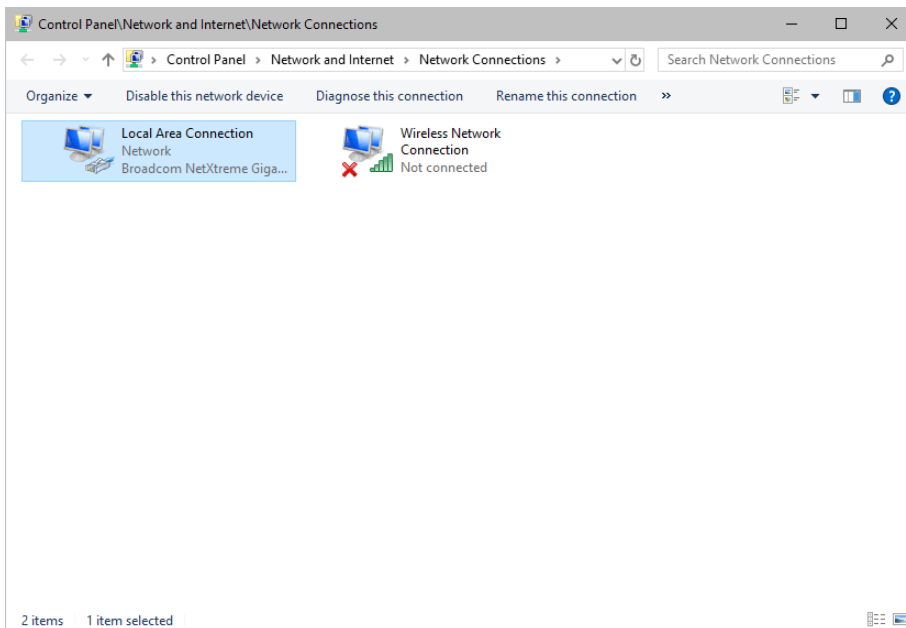 Control Panel\Network and Internet\Network Connections
Control Panel > Network and Internet > Network Connections >
Search Network Connections
Organize Disable this network device Diagnose this connection Rename this connection »
Local Area Connection
Network
Broadcom NetXtreme Giga...
Wireless Network
Connection
Not connected
2 items 1 item selected